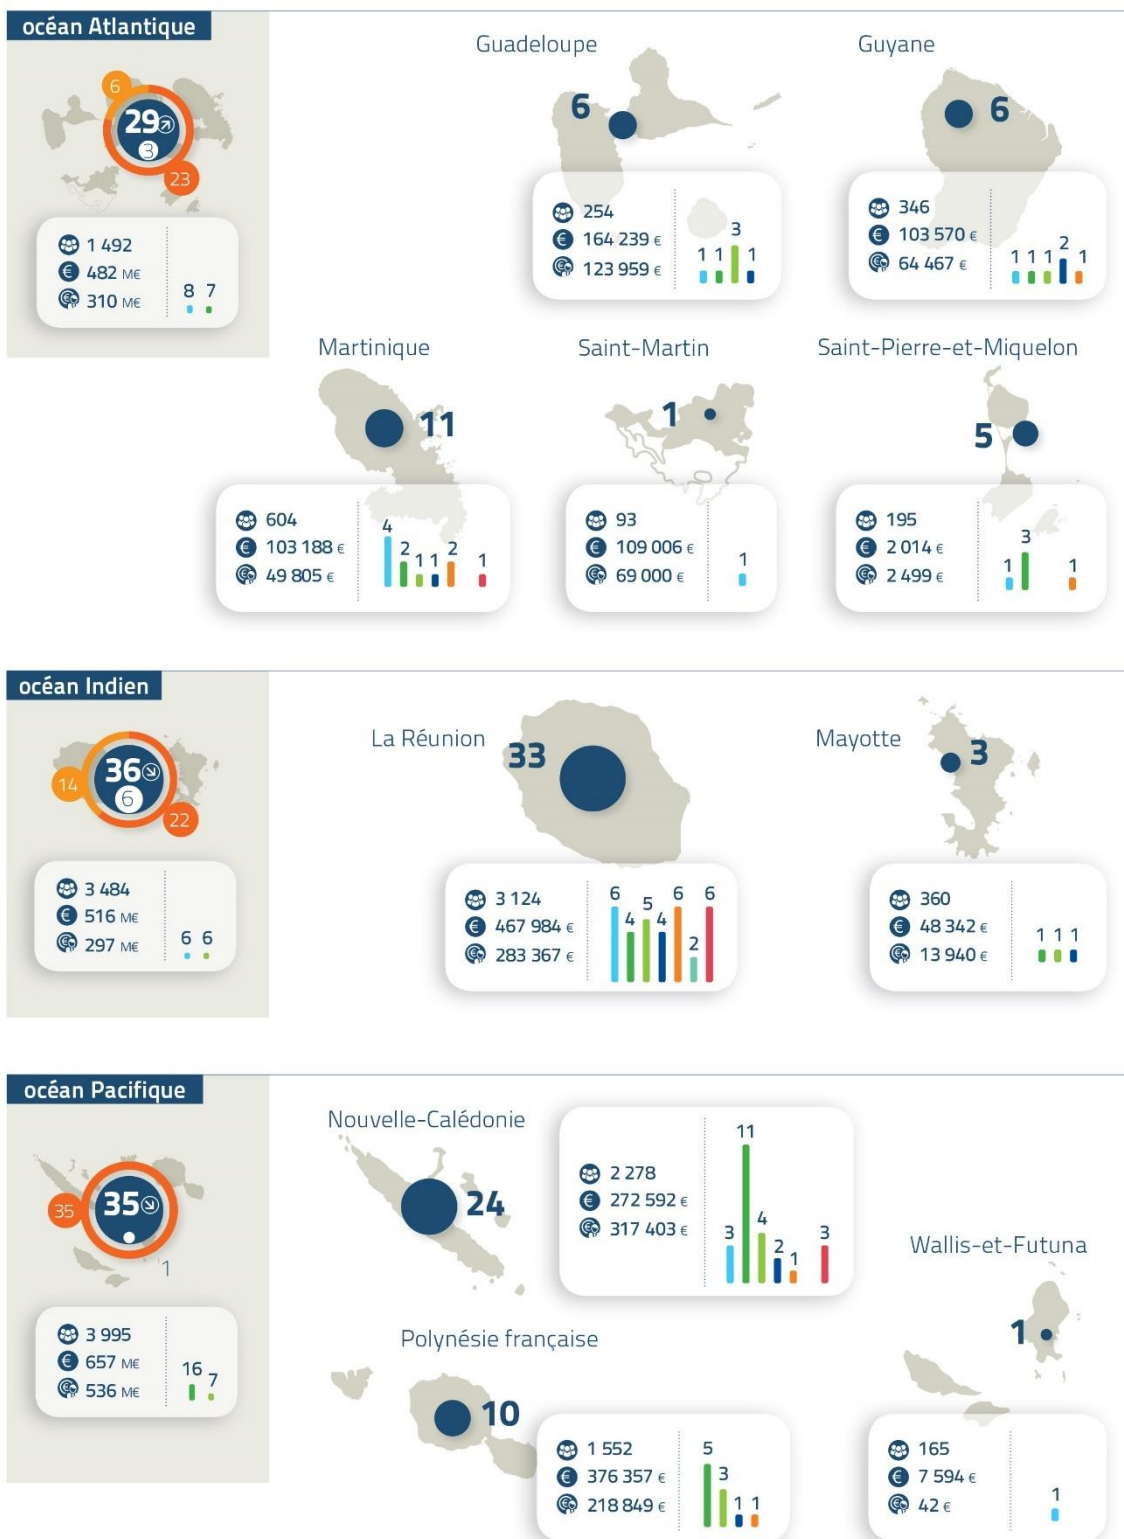 océan Atlantique
6
29
3
23
1 492
482 M€
310 M€
8 7
Guadeloupe
6
254
164 239 €
123 959 €
1 1 3 1
Guyane
6
346
103 570 €
64 467 €
1 1 1 2 1
Martinique
11
604
103 188 €
49 805 €
4 2 1 1 2 1
Saint-Martin
1
93
109 006 €
69 000 €
1
Saint-Pierre-et-Miquelon
5
195
2 014 €
2 499 €
1 3 1
océan Indien
14
36
6
22
3 484
516 M€
297 M€
6 6
La Réunion
33
3 124
467 984 €
283 367 €
6 4 5 4 6 2 6
Mayotte
3
360
48 342 €
13 940 €
1 1 1
océan Pacifique
35
35
1
3 995
657 M€
536 M€
16 7
Nouvelle-Calédonie
24
2 278
272 592 €
317 403 €
3 11 4 2 1 3
Polynésie française
10
1 552
376 357 €
218 849 €
5 3 1 1
Wallis-et-Futuna
1
165
7 594 €
42 €
1